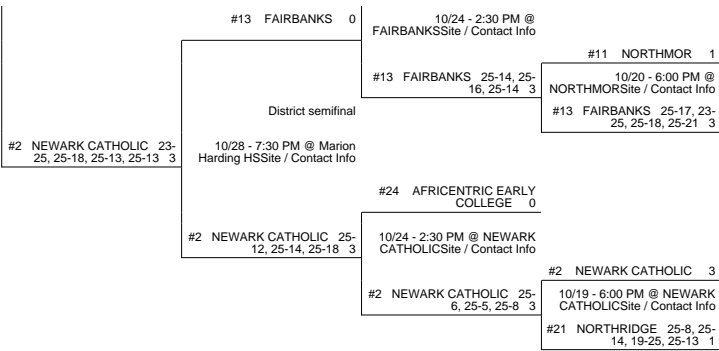 #13 FAIRBANKS 0
10/24 - 2:30 PM @
FAIRBANKSSite / Contact Info
#11 NORTHMOR 1
#13 FAIRBANKS 25-14, 25-
16, 25-14 3
10/20 - 6:00 PM @
NORTHMORSite / Contact Info
#13 FAIRBANKS 25-17, 23-
25, 25-18, 25-21 3
District semifinal
#2 NEWARK CATHOLIC 23-
25, 25-18, 25-13, 25-13 3
10/28 - 7:30 PM @ Marion
Harding HSSite / Contact Info
#24 AFRICENTRIC EARLY
COLLEGE 0
#2 NEWARK CATHOLIC 25-
12, 25-14, 25-18 3
10/24 - 2:30 PM @ NEWARK
CATHOLICSite / Contact Info
#2 NEWARK CATHOLIC 3
#2 NEWARK CATHOLIC 25-
6, 25-5, 25-8 3
10/19 - 6:00 PM @ NEWARK
CATHOLICSite / Contact Info
#21 NORTHRIDGE 25-8, 25-
14, 19-25, 25-13 1